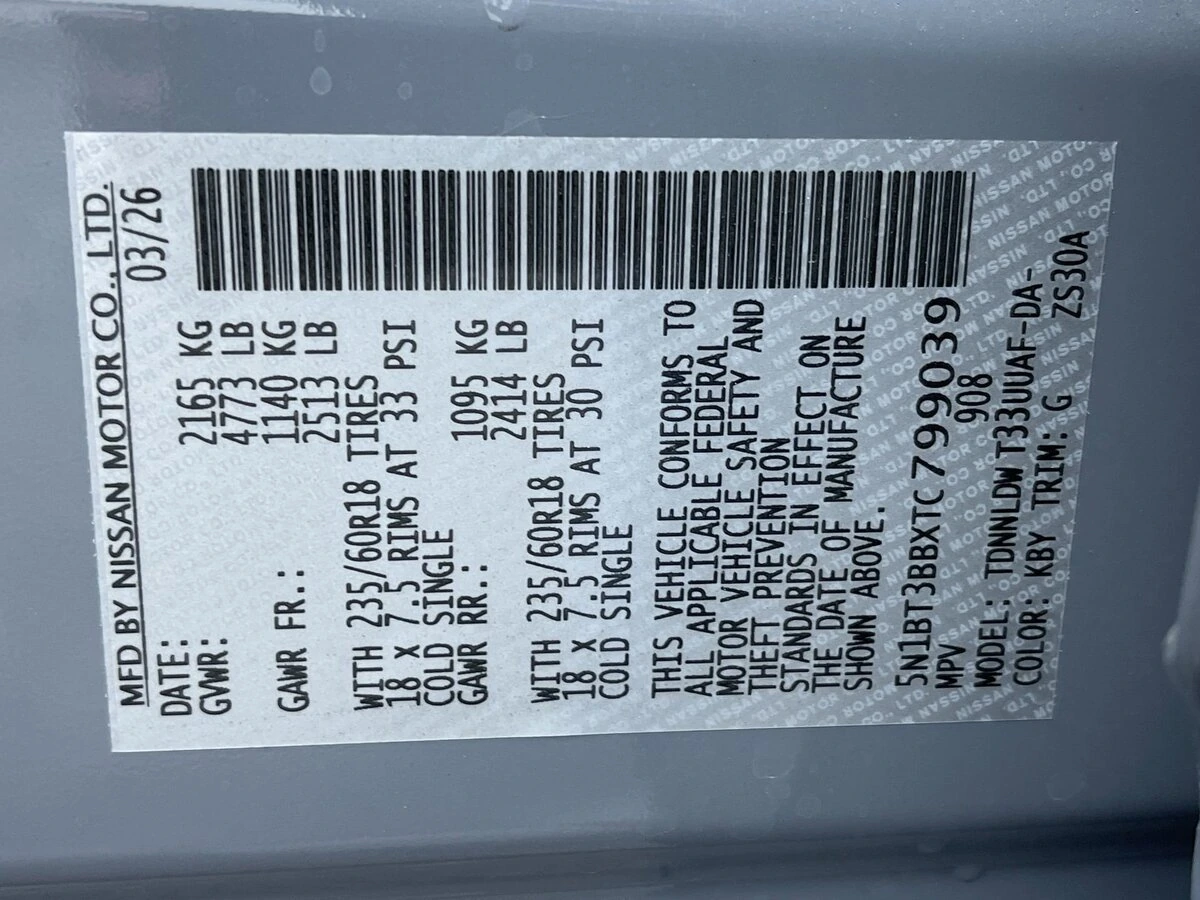 MFD BY NISSAN MOTOR CO., LTD.
DATE: 03/26
GVWR: 2165 KG
4773 LB
GAWR FR.: 1140 KG
2513 LB
WITH 235/60R18 TIRES
18 X 7.5 RIMS AT 33 PSI
COLD SINGLE
GAWR RR.: 1095 KG
2414 LB
WITH 235/60R18 TIRES
18 X 7.5 RIMS AT 30 PSI
COLD SINGLE
THIS VEHICLE CONFORMS TO
ALL APPLICABLE FEDERAL
MOTOR VEHICLE SAFETY AND
THEFT PREVENTION
STANDARDS IN EFFECT ON
THE DATE OF MANUFACTURE
SHOWN ABOVE.
5N1BT3BBXTC799039
MPV 908
MODEL: TDNNLDW T33UUAF-DA-
COLOR: KBY TRIM: G ZS30A